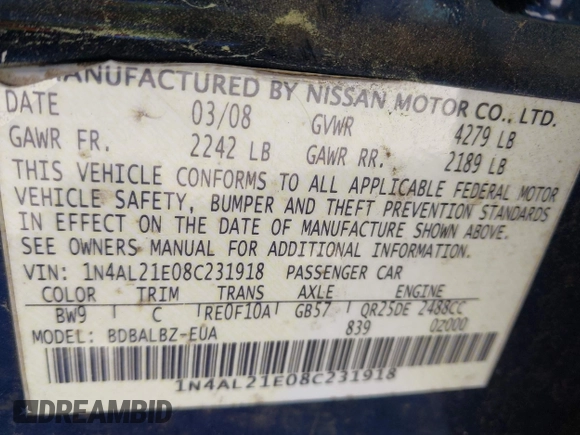 MANUFACTURED BY NISSAN MOTOR CO., LTD.
DATE 03/08 GVWR 4279 LB
GAWR FR. 2242 LB GAWR RR. 2189 LB
THIS VEHICLE CONFORMS TO ALL APPLICABLE FEDERAL MOTOR
VEHICLE SAFETY, BUMPER AND THEFT PREVENTION STANDARDS
IN EFFECT ON THE DATE OF MANUFACTURE SHOWN ABOVE.
SEE OWNERS MANUAL FOR ADDITIONAL INFORMATION.
VIN: 1N4AL21E08C231918 PASSENGER CAR
COLOR TRIM TRANS AXLE ENGINE
BW9 C RE0F10A GB57 QR25DE 2488CC
MODEL: BDBALBZ-EUA 839 02000
1N4AL21E08C231918
DREAMBID